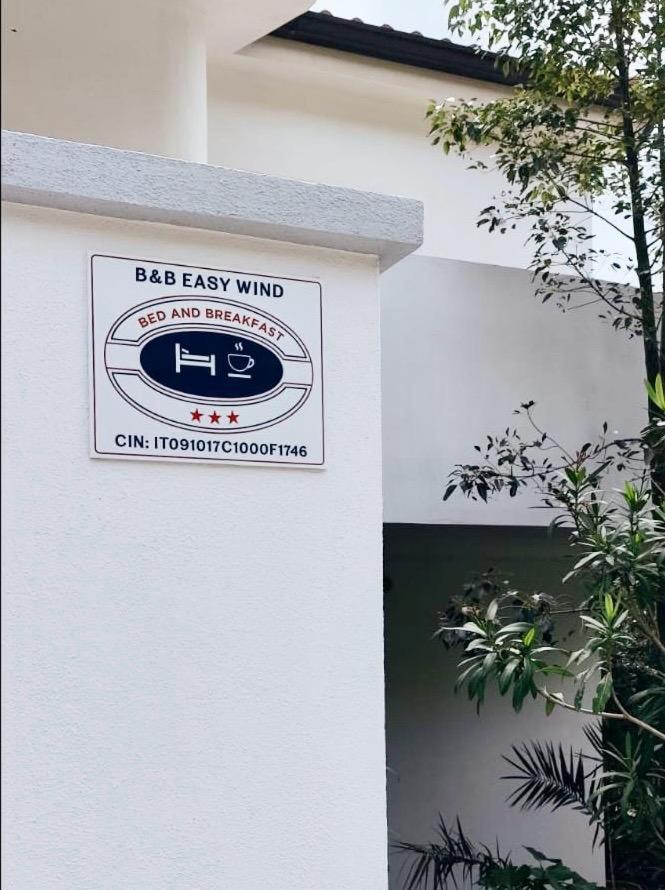 B&B EASY WIND
BED AND BREAKFAST
CIN: IT091017C1000F1746